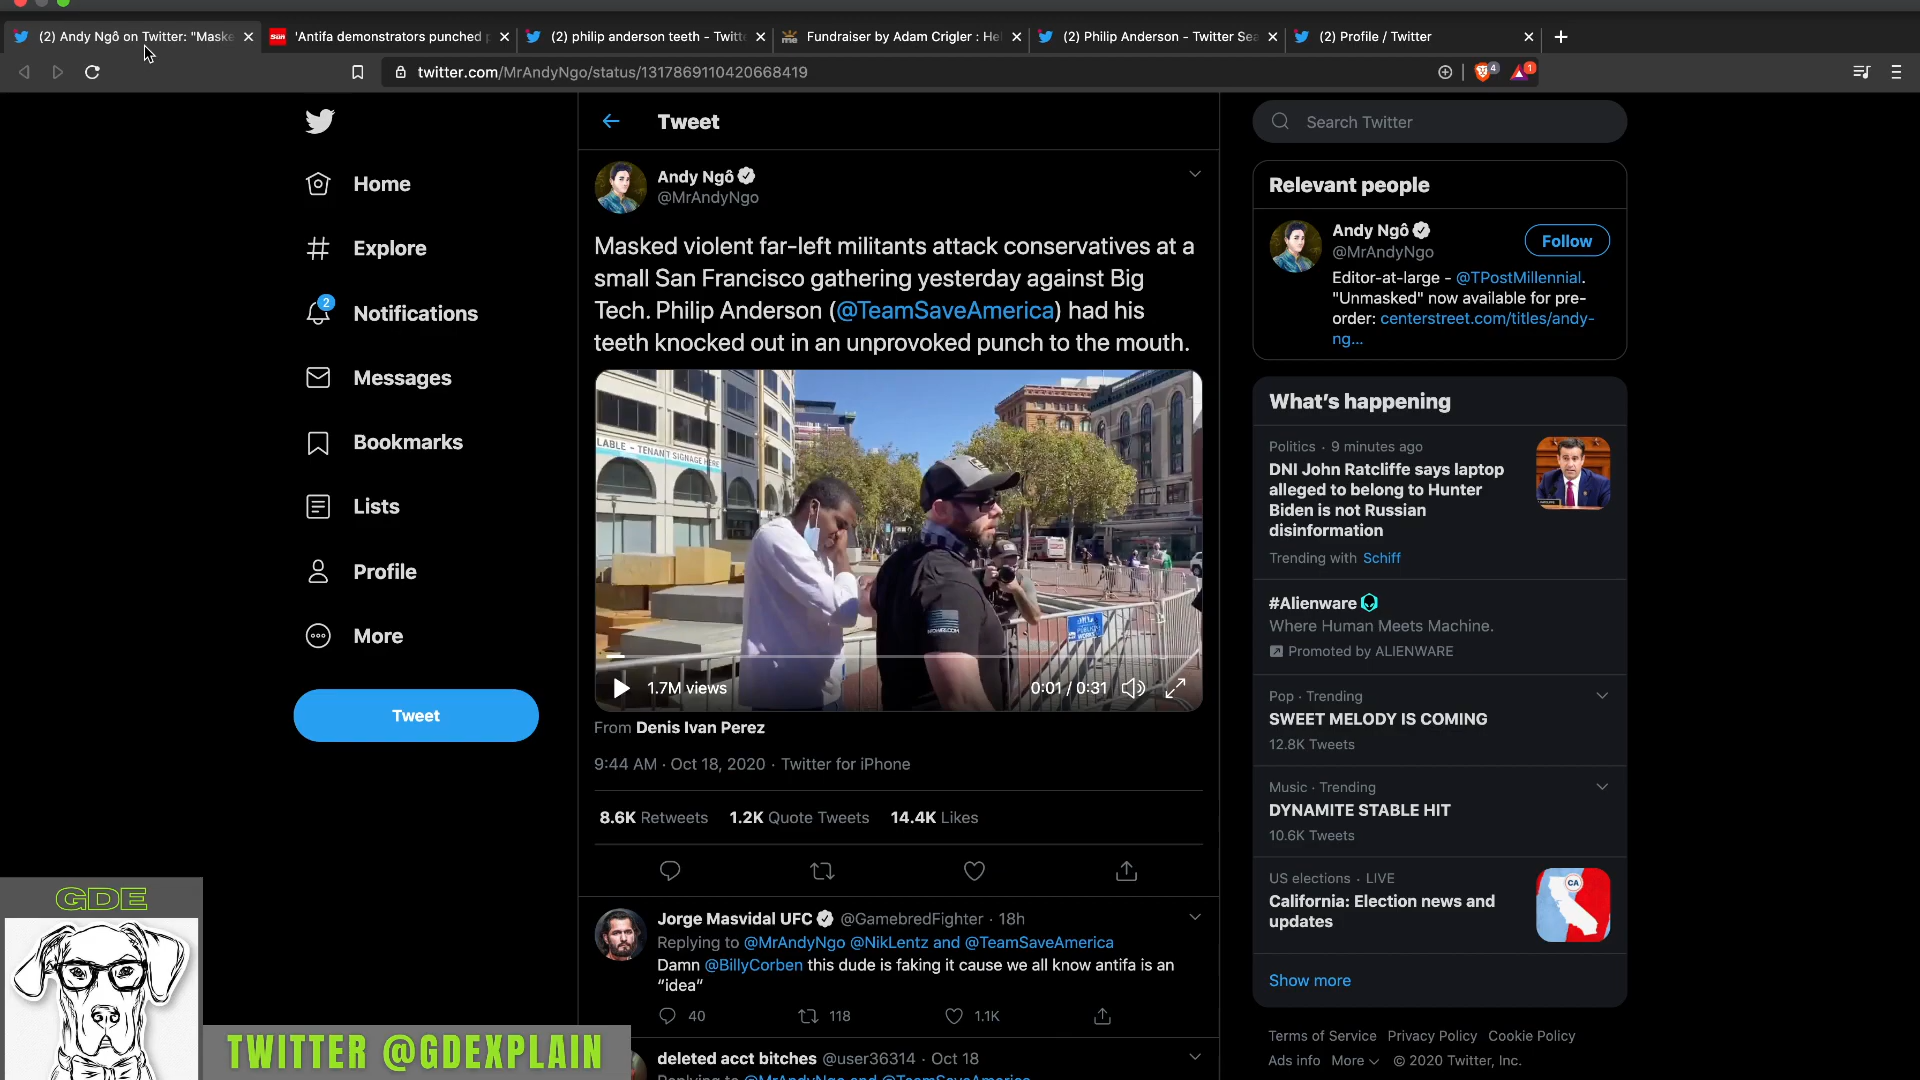 (2) Andy Ngô on Twitter: "Maske
'Antifa demonstrators punched p
(2) philip anderson teeth - Twitte
Fundraiser by Adam Crigler : Hel
(2) Philip Anderson - Twitter Sea
(2) Profile / Twitter
twitter.com/MrAndyNgo/status/1317869110420668419
4
1
Home
Explore
2
Notifications
Messages
Bookmarks
Lists
Profile
More
Tweet
Tweet
Andy Ngô
@MrAndyNgo
Masked violent far-left militants attack conservatives at a
small San Francisco gathering yesterday against Big
Tech. Philip Anderson (@TeamSaveAmerica) had his
teeth knocked out in an unprovoked punch to the mouth.
LABLE - TENANT SIGNAGE HERE
1.7M views
0:01 / 0:31
From Denis Ivan Perez
9:44 AM · Oct 18, 2020 · Twitter for iPhone
8.6K Retweets 1.2K Quote Tweets 14.4K Likes
Jorge Masvidal UFC @GamebredFighter · 18h
Replying to @MrAndyNgo @NikLentz and @TeamSaveAmerica
Damn @BillyCorben this dude is faking it cause we all know antifa is an
“idea”
40 118 1.1K
deleted acct bitches @user36314 · Oct 18
Replying to @MrAndyNgo and @TeamSaveAmerica
Search Twitter
Relevant people
Andy Ngô
@MrAndyNgo
Follow
Editor-at-large - @TPostMillennial.
"Unmasked" now available for pre-
order: centerstreet.com/titles/andy-
ng...
What's happening
Politics · 9 minutes ago
DNI John Ratcliffe says laptop
alleged to belong to Hunter
Biden is not Russian
disinformation
Trending with Schiff
#Alienware
Where Human Meets Machine.
Promoted by ALIENWARE
Pop · Trending
SWEET MELODY IS COMING
12.8K Tweets
Music · Trending
DYNAMITE STABLE HIT
10.6K Tweets
US elections · LIVE
California: Election news and
updates
CA
Show more
Terms of Service Privacy Policy Cookie Policy
Ads info More © 2020 Twitter, Inc.
GDE
TWITTER @GDEXPLAIN